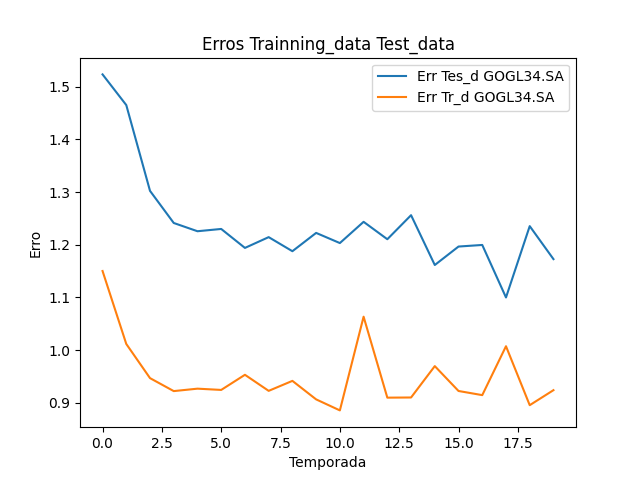 Erros Trainning_data Test_data
Err Tes_d GOGL34.SA
Err Tr_d GOGL34.SA
1.5
1.4
1.3
1.2
1.1
1.0
0.9
Erro
0.0 2.5 5.0 7.5 10.0 12.5 15.0 17.5
Temporada